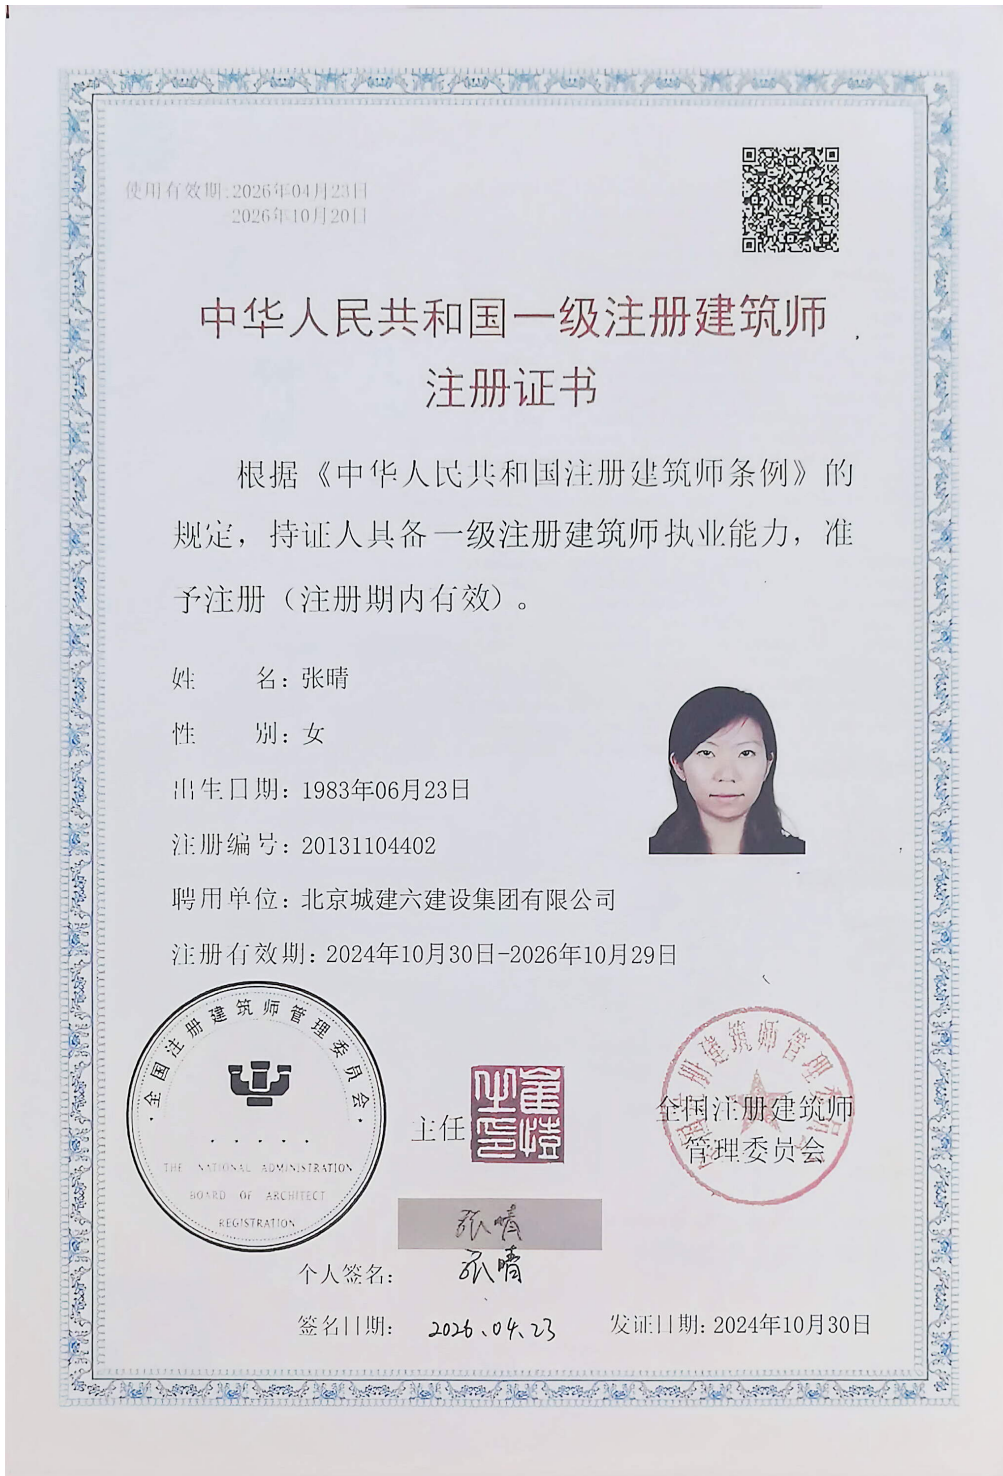 使用有效期:2026年04月23日
-2026年10月20日
中华人民共和国一级注册建筑师
注册证书
根据《中华人民共和国注册建筑师条例》的
规定，持证人具备一级注册建筑师执业能力，准
予注册（注册期内有效）。
姓 名：张晴
性 别：女
出生日期：1983年06月23日
注册编号：20131104402
聘用单位：北京城建六建设集团有限公司
注册有效期：2024年10月30日-2026年10月29日
·全国注册建筑师管理委员会·
THE NATIONAL ADMINISTRATION
BOARD OF ARCHITECT
REGISTRATION
主任
全国注册建筑师
管理委员会
张晴
个人签名：张晴
签名日期：2026.04.23
发证日期：2024年10月30日